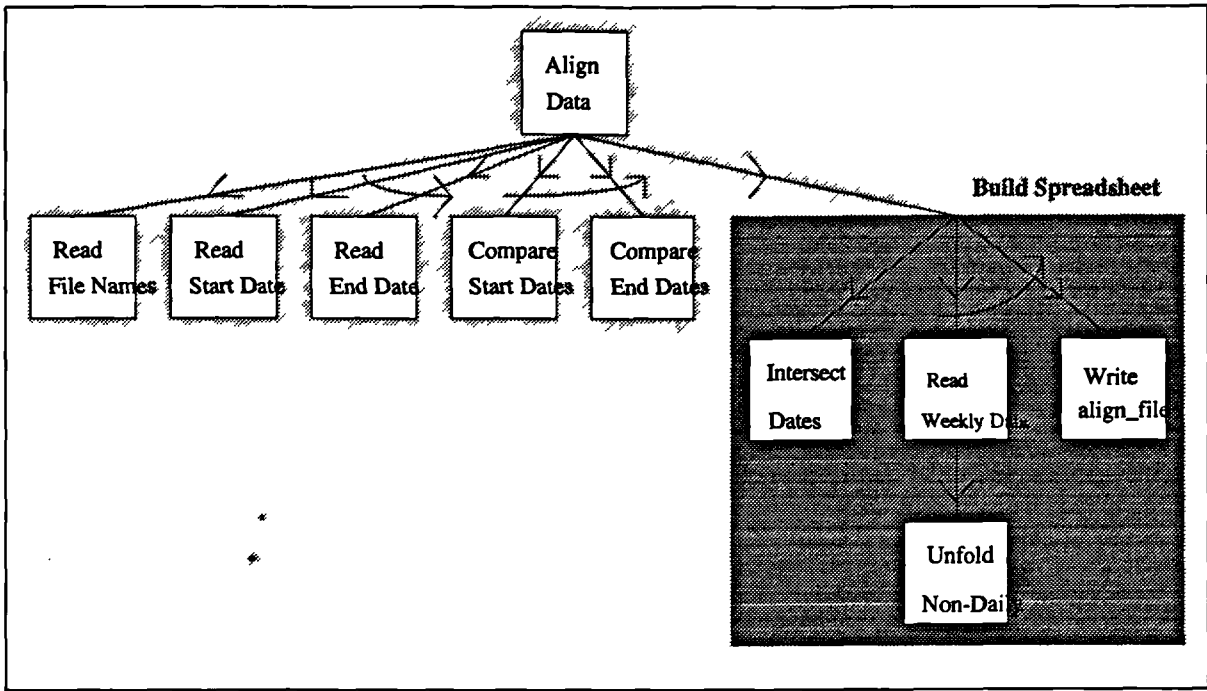 Align
Data
Build Spreadsheet
Read
File Names
Read
Start Date
Read
End Date
Compare
Start Dates
Compare
End Dates
Intersect
Dates
Read
Weekly
Write
align_file
Unfold
Non-Daily